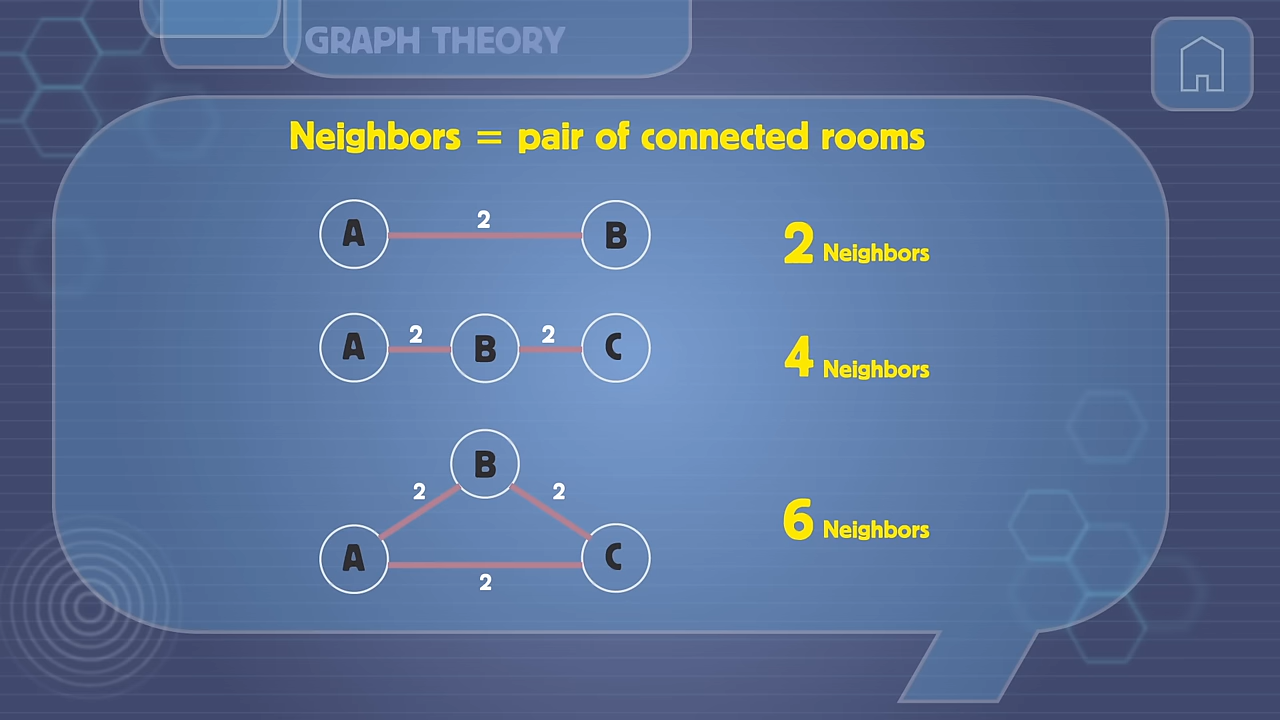 GRAPH THEORY
Neighbors = pair of connected rooms
A 2 B
2 Neighbors
A 2 B 2 C
4 Neighbors
B
2 2
A C
2
6 Neighbors